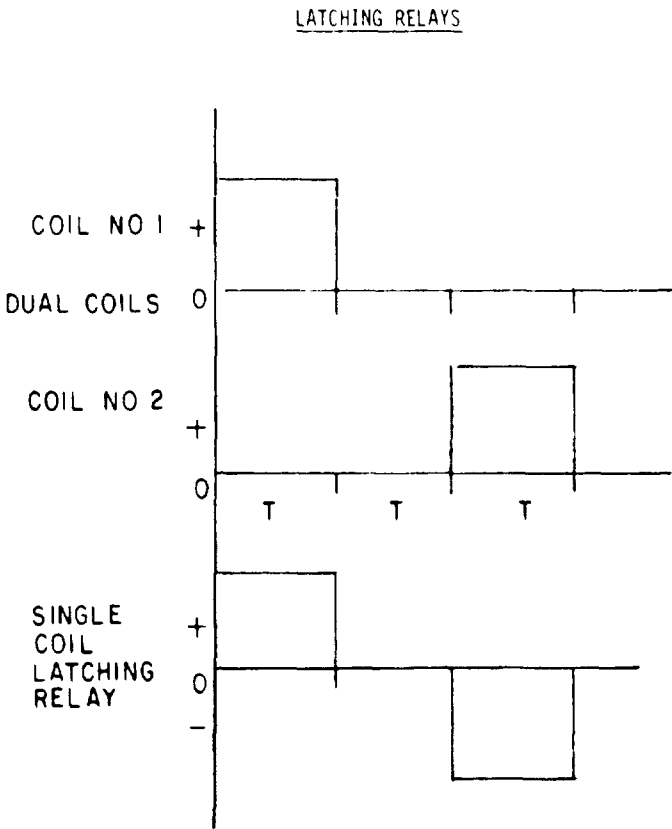 LATCHING RELAYS
COIL NO 1 +
DUAL COILS 0
COIL NO 2
+
0
T T T
SINGLE
COIL
LATCHING
RELAY
+
0
-